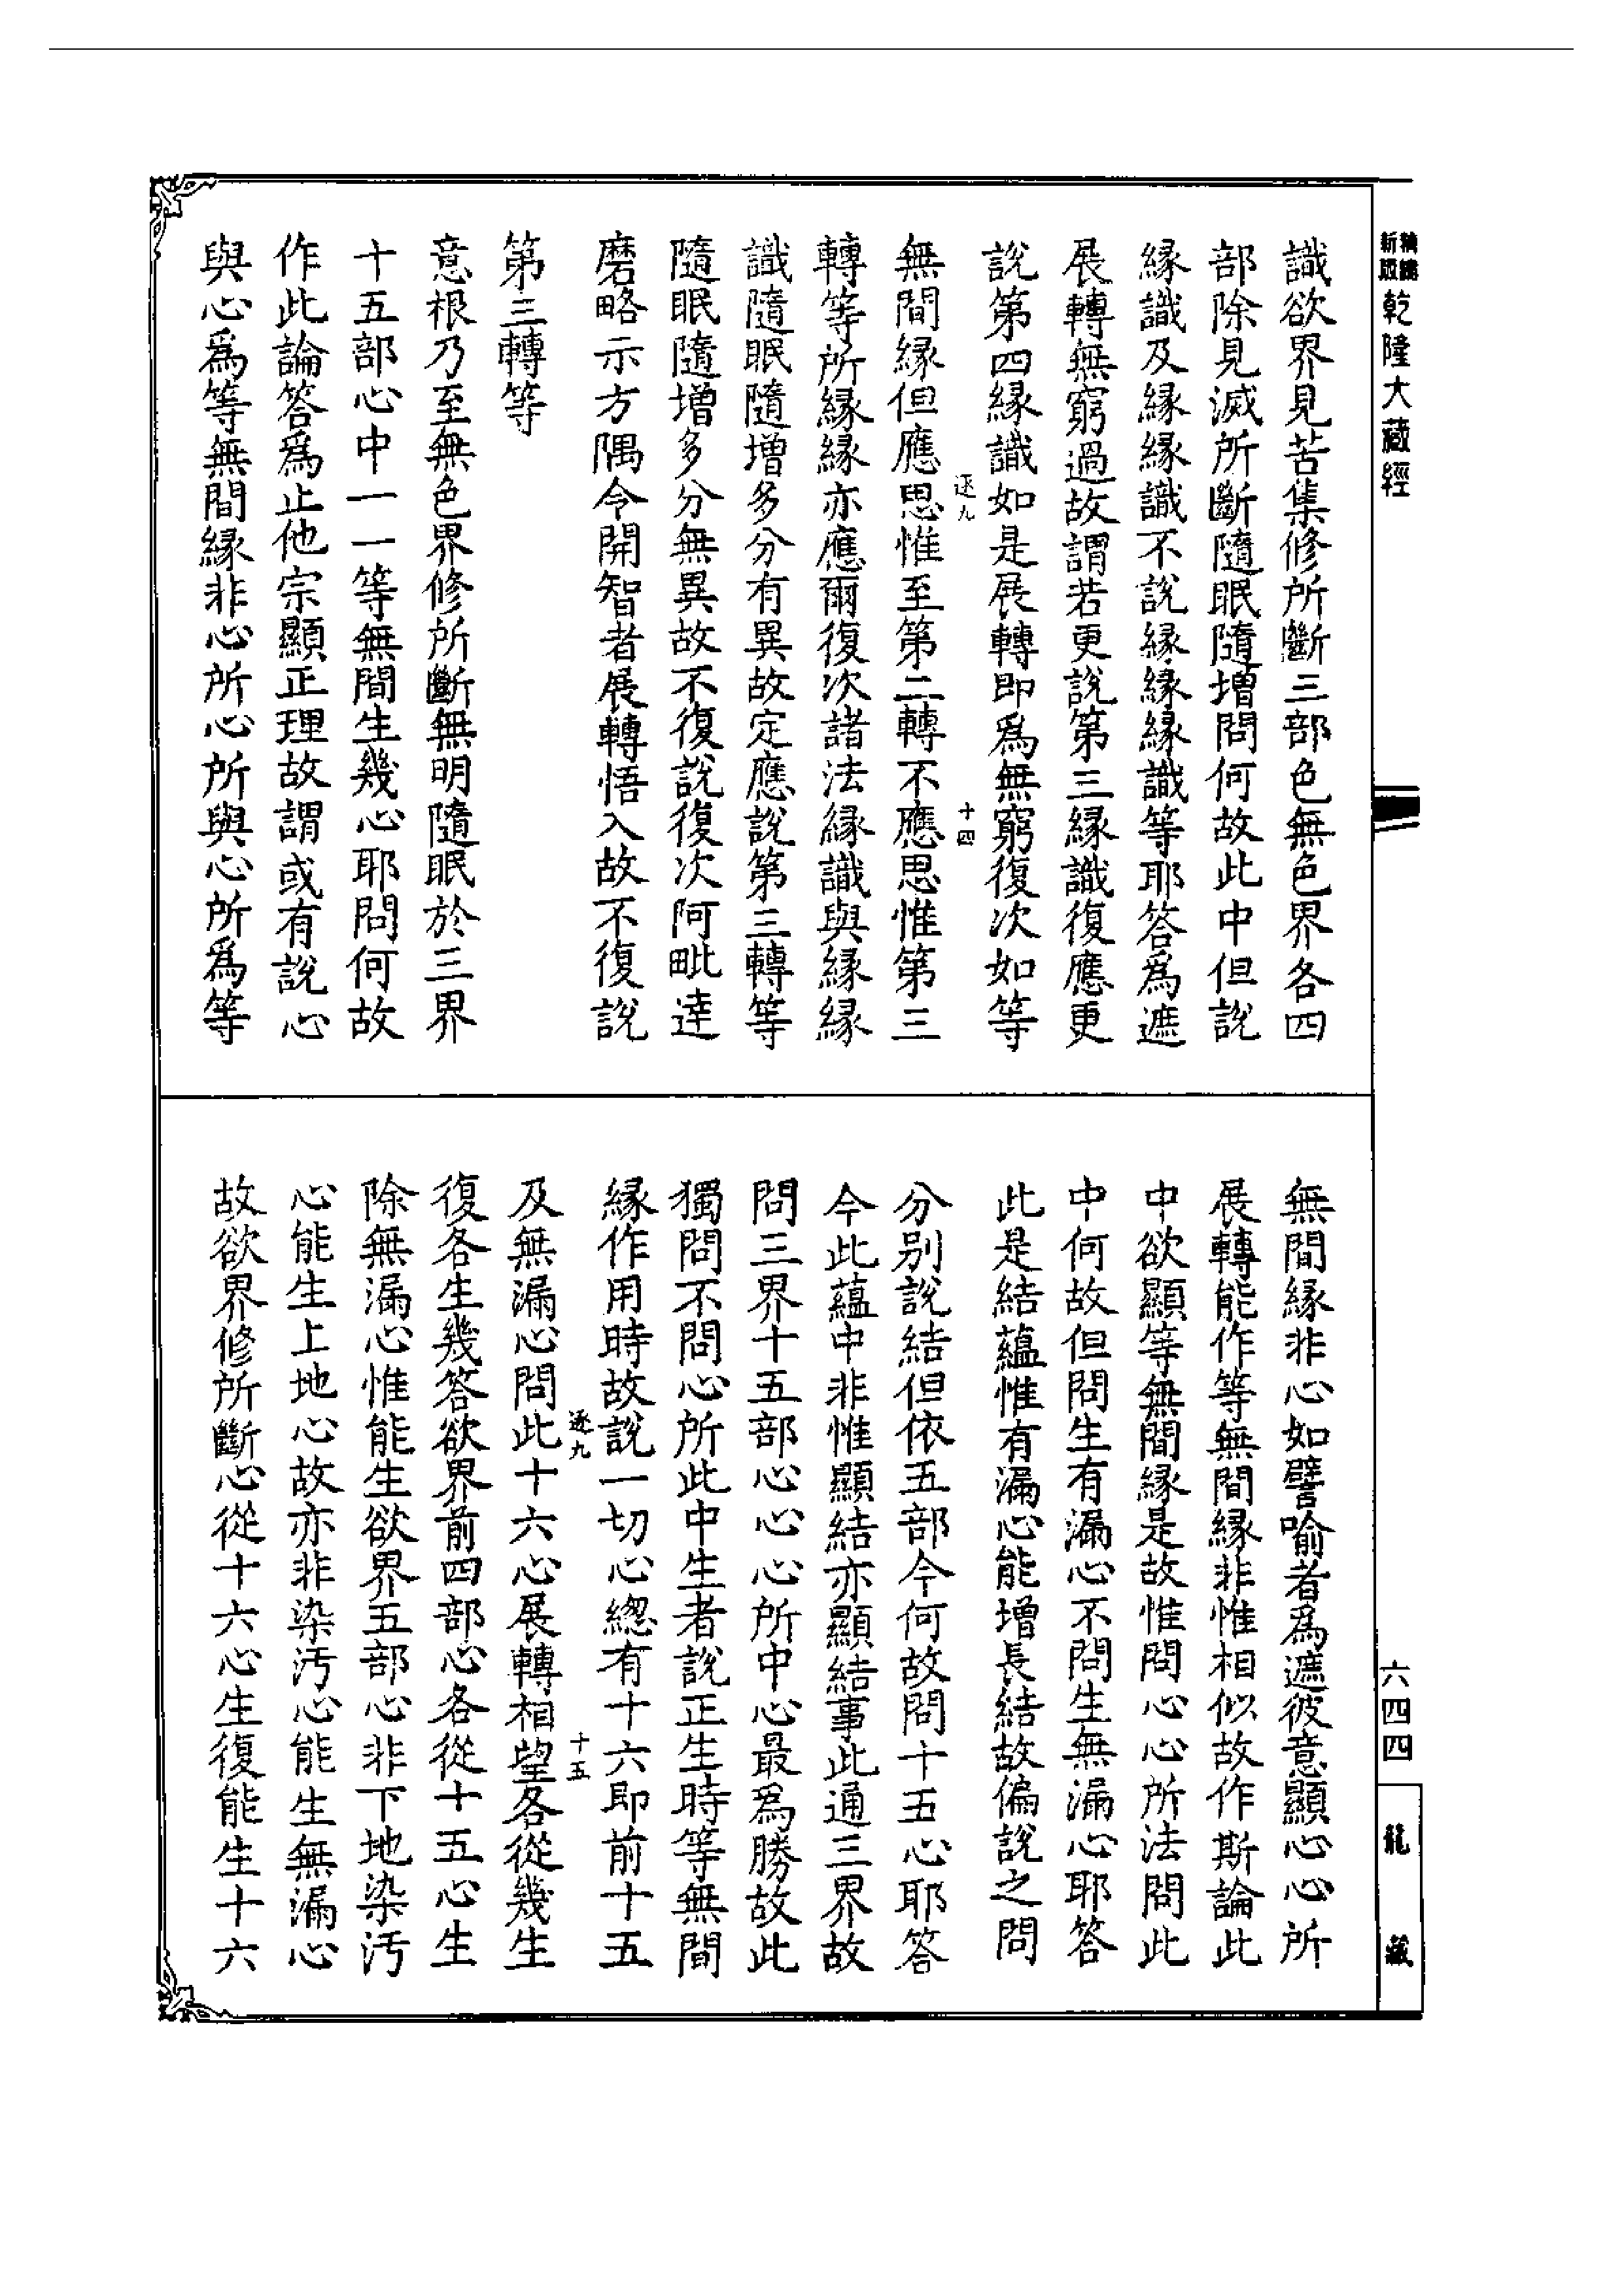 新版
乾隆大藏經
識欲界見苦集修所斷三部色無色界各四
部除見滅所斷隨眠隨增問何故此中但說
緣識及緣緣識不說緣緣緣識等耶答為遮
展轉無窮過故謂若更說第三緣識復應更
說第四緣識如是展轉即為無窮復次如等
逐九
十四
無間緣但應思惟至第二轉不應思惟第三
轉等所緣緣亦應爾復次諸法緣識與緣緣
識隨眠隨增多分有異故定應說第三轉等
隨眠隨增多分無異故不復說復次阿毗達
磨略示方隅令開智者展轉悟入故不復說
第三轉等
意根乃至無色界修所斷無明隨眠於三界
十五部心中一一等無間生幾心耶問何故
作此論答為止他宗顯正理故謂或有說心
與心為等無間緣非心所心所與心所為等
無間緣非心如譬喻者為遮彼意顯心心所
展轉能作等無間緣非惟相似故作斯論此
中欲顯等無間緣是故惟問心心所法問此
中何故但問生有漏心不問生無漏心耶答
此是結蘊惟有漏心能增長結故偏說之問
分別說結但依五部今何故問十五心耶答
今此蘊中非惟顯結亦顯結事此通三界故
問三界十五部心心心所中心最為勝故此
獨問不問心所此中生者說正生時等無間
緣作用時故說一切心總有十六即前十五
逐九
十五
及無漏心問此十六心展轉相望各從幾生
復各生幾答欲界前四部心各從十五心生
除無漏心惟能生欲界五部心非下地染污
心能生上地心故亦非染污心能生無漏心
故欲界修所斷心從十六心生復能生十六
六四四
龍藏